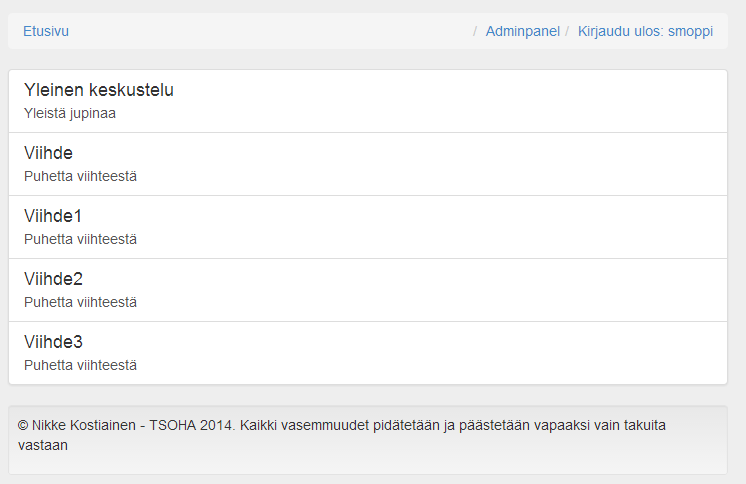 Etusivu / Adminpanel / Kirjaudu ulos: smoppi
Yleinen keskustelu
Yleistä jupinaa
Viihde
Puhetta viihteestä
Viihde1
Puhetta viihteestä
Viihde2
Puhetta viihteestä
Viihde3
Puhetta viihteestä
© Nikke Kostiainen - TSOHA 2014. Kaikki vasemmuudet pidätetään ja päästetään vapaaksi vain takuita
vastaan